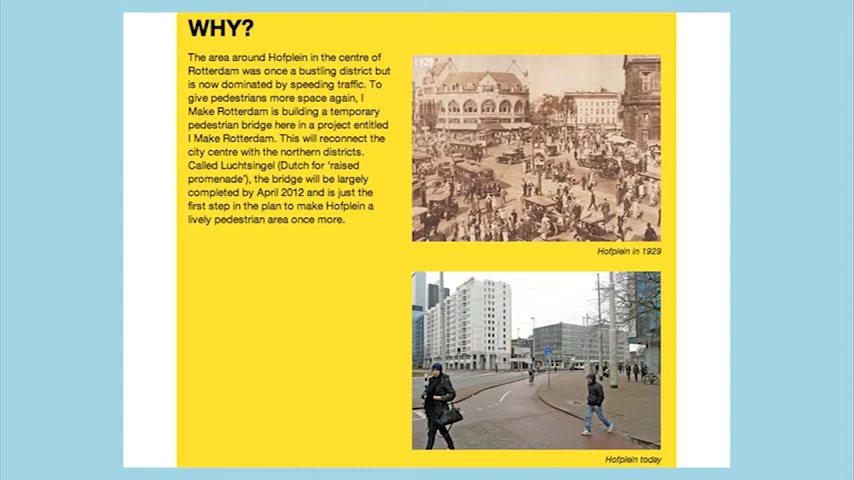 WHY?
The area around Hofplein in the centre of
Rotterdam was once a bustling district but
is now dominated by speeding traffic. To
give pedestrians more space again, I
Make Rotterdam is building a temporary
pedestrian bridge here in a project entitled
I Make Rotterdam. This will reconnect the
city centre with the northern districts.
Called Luchtsingel (Dutch for ‘raised
promenade’), the bridge will be largely
completed by April 2012 and is just the
first step in the plan to make Hofplein a
lively pedestrian area once more.
1929
Hofplein in 1929
Hofplein today